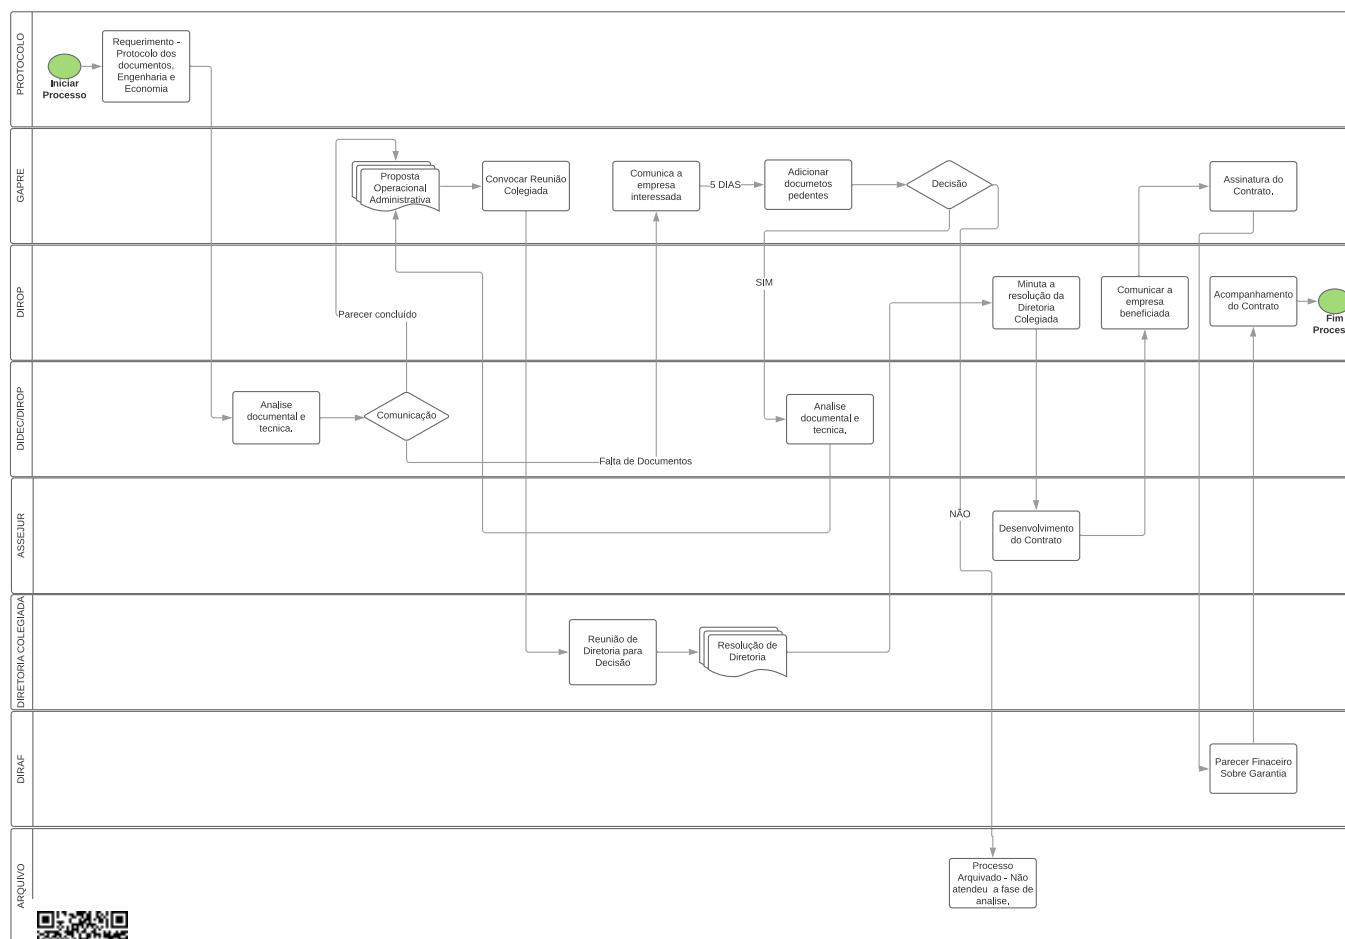 PROTOCOLO
Iniciar
Processo
Requerimento -
Protocolo dos
documentos,
Engenharia e
Economia
GAPRE
Proposta
Operacional
Administrativa
Convocar Reunião
Colegiada
Comunica a
empresa
interessada
5 DIAS
Adicionar
documetos
pedentes
Decisão
Assinatura do
Contrato.
DIROP
Parecer concluído
SIM
Minuta a
resolução da
Diretoria
Colegiada
Comunicar a
empresa
beneficiada
Acompanhamento
do Contrato
Fim
Proces
DIDEC/DIROP
Analise
documental e
tecnica.
Comunicação
Falta de Documentos
Analise
documental e
tecnica.
ASSEJUR
NÃO
Desenvolvimento
do Contrato
DIRETORIA COLEGIADA
Reunião de
Diretoria para
Decisão
Resolução de
Diretoria
DIRAF
Parecer Finaceiro
Sobre Garantia
ARQUIVO
Processo
Arquivado - Não
atendeu a fase de
analise.